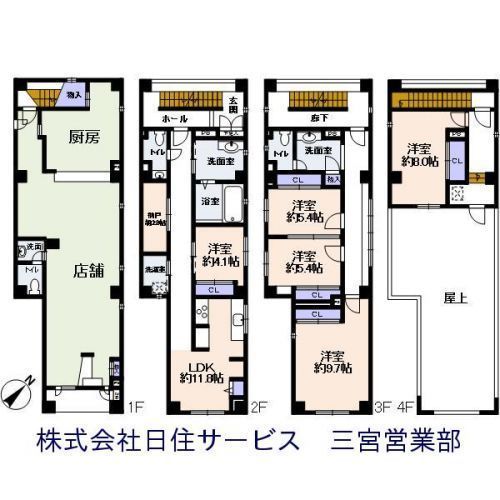 物入
厨房
洗面
トイレ
店舗
1F
ホール
玄関
トイレ
洗面室
浴室
納戸
洋室
約4.1帖
洗濯室
CL
LDK
約11.8帖
2F
廊下
PS
トイレ
洗面室
CL
物入
洋室
約5.4帖
洋室
約5.4帖
CL
CL
洋室
約9.7帖
3F
洋室
約8.0帖
PS
CL
屋上
4F
株式会社日住サービス 三宮営業部